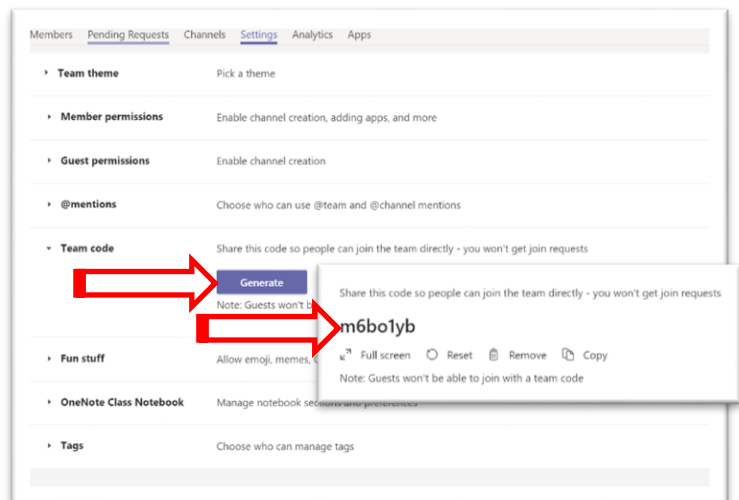 Members Pending Requests Channels Settings Analytics Apps
Team theme Pick a theme
Member permissions Enable channel creation, adding apps, and more
Guest permissions Enable channel creation
@mentions Choose who can use @team and @channel mentions
Team code Share this code so people can join the team directly - you won't get join requests
Generate
Note: Guests won't b
Share this code so people can join the team directly - you won't get join requests
m6bo1yb
Full screen Reset Remove Copy
Note: Guests won't be able to join with a team code
Fun stuff Allow emoji, memes,
OneNote Class Notebook Manage notebook sections and preferences
Tags Choose who can manage tags